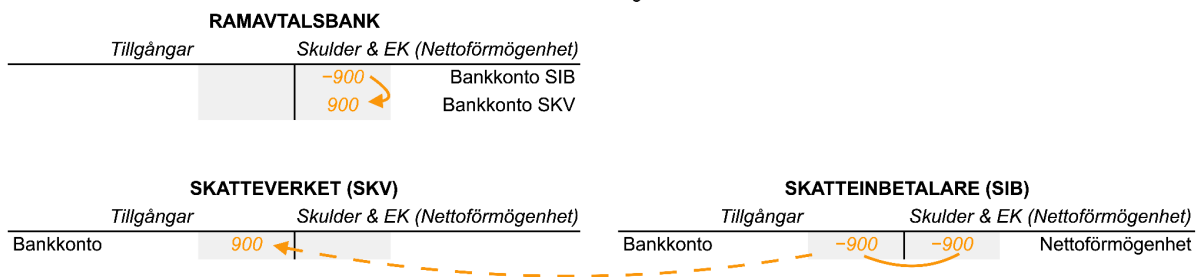 RAMAVTALSBANK
Tillgångar Skulder & EK (Nettoförmögenhet)
−900 Bankkonto SIB
900 Bankkonto SKV
SKATTEVERKET (SKV)
Tillgångar Skulder & EK (Nettoförmögenhet)
Bankkonto 900
SKATTEINBETALARE (SIB)
Tillgångar Skulder & EK (Nettoförmögenhet)
Bankkonto −900 −900 Nettoförmögenhet